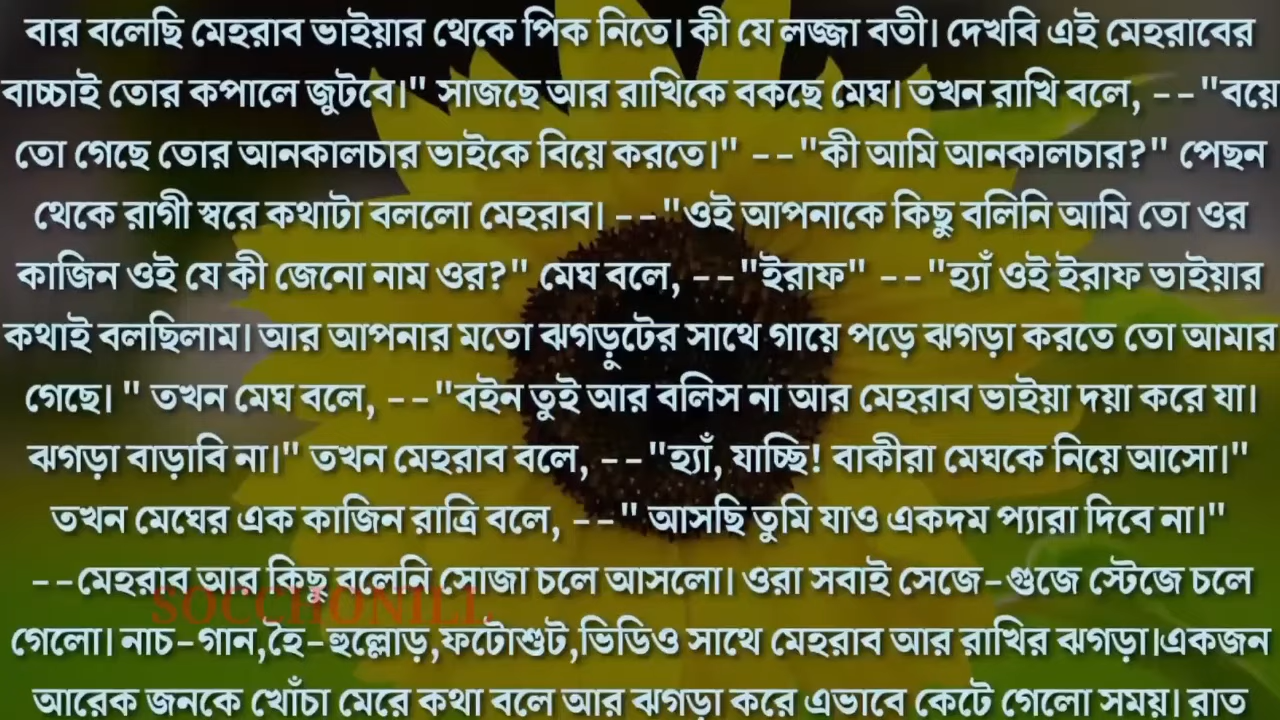 বার বলেছি মেহরাব ভাইয়ার থেকে পিক নিতে। কী যে লজ্জা বতী। দেখবি এই মেহরাবের
বাচ্চাই তোর কপালে জুটবে।" সাজছে আর রাখিকে বকছে মেঘ। তখন রাখি বলে, --"বয়ে
তো গেছে তোর আনকালচার ভাইকে বিয়ে করতে।" --"কী আমি আনকালচার?" পেছন
থেকে রাগী স্বরে কথাটা বললো মেহরাব। --"ওই আপনাকে কিছু বলিনি আমি তো ওর
কাজিন ওই যে কী জেনো নাম ওর?" মেঘ বলে, --"ইরাফ" --"হ্যাঁ ওই ইরাফ ভাইয়ার
কথাই বলছিলাম। আর আপনার মতো ঝগড়ুটের সাথে গায়ে পড়ে ঝগড়া করতে তো আমার
গেছে। " তখন মেঘ বলে, --"বইন তুই আর বলিস না আর মেহরাব ভাইয়া দয়া করে যা।
ঝগড়া বাড়াবি না।" তখন মেহরাব বলে, --"হ্যাঁ, যাচ্ছি! বাকীরা মেঘকে নিয়ে আসো।"
তখন মেঘের এক কাজিন রাত্রি বলে, --" আসছি তুমি যাও একদম প্যারা দিবে না।"
--মেহরাব আর কিছু বলেনি সোজা চলে আসলো। ওরা সবাই সেজে-গুজে স্টেজে চলে
গেলো। নাচ-গান,হৈ-হুল্লোড়,ফটোশুট,ভিডিও সাথে মেহরাব আর রাখির ঝগড়া।একজন
আরেক জনকে খোঁচা মেরে কথা বলে আর ঝগড়া করে এভাবে কেটে গেলো সময়। রাত
SOCCHONILL